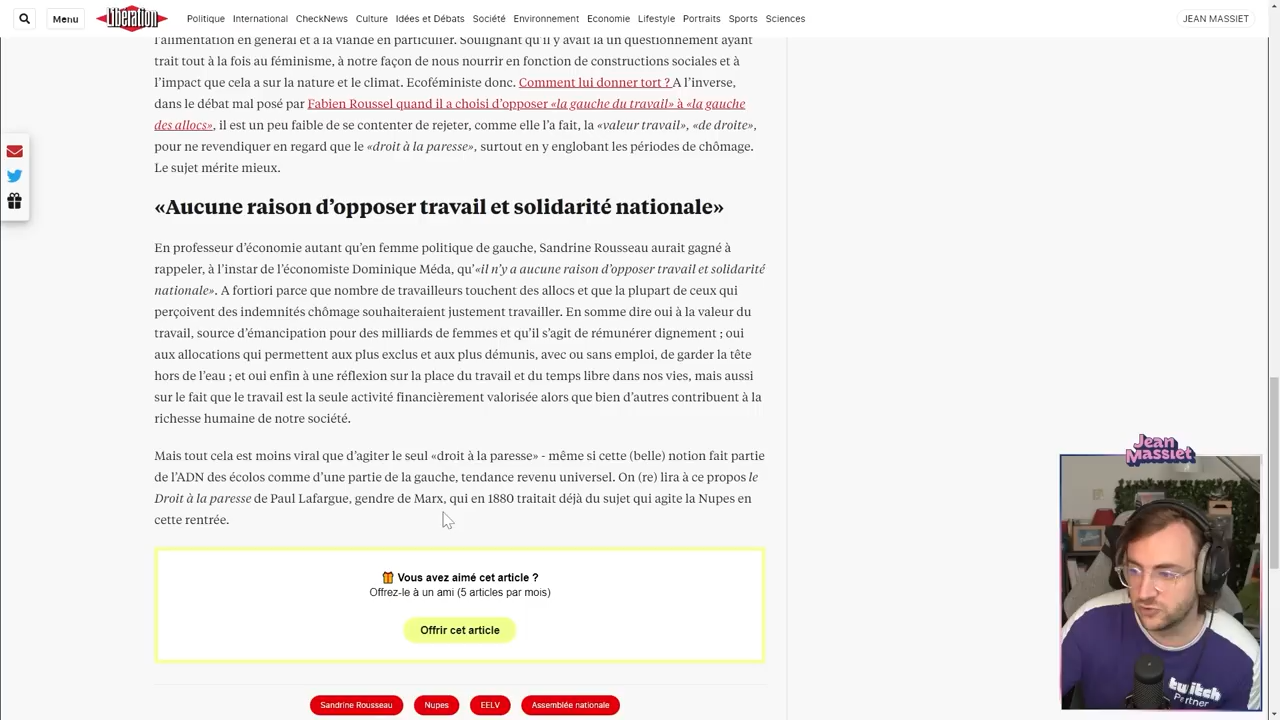 Menu
Libération
Politique International CheckNews Culture Idées et Débats Société Environnement Economie Lifestyle Portraits Sports Sciences
JEAN MASSIET
l'alimentation en général et à la viande en particulier. Soulignant qu'il y avait là un questionnement ayant
trait tout à la fois au féminisme, à notre façon de nous nourrir en fonction de constructions sociales et à
l'impact que cela a sur la nature et le climat. Ecoféministe donc. Comment lui donner tort ? A l'inverse,
dans le débat mal posé par Fabien Roussel quand il a choisi d'opposer «la gauche du travail» à «la gauche
des allocs», il est un peu faible de se contenter de rejeter, comme elle l'a fait, la «valeur travail», «de droite»,
pour ne revendiquer en regard que le «droit à la paresse», surtout en y englobant les périodes de chômage.
Le sujet mérite mieux.
«Aucune raison d'opposer travail et solidarité nationale»
En professeur d'économie autant qu'en femme politique de gauche, Sandrine Rousseau aurait gagné à
rappeler, à l'instar de l'économiste Dominique Méda, qu'«il n'y a aucune raison d'opposer travail et solidarité
nationale». A fortiori parce que nombre de travailleurs touchent des allocs et que la plupart de ceux qui
perçoivent des indemnités chômage souhaiteraient justement travailler. En somme dire oui à la valeur du
travail, source d'émancipation pour des milliards de femmes et qu'il s'agit de rémunérer dignement ; oui
aux allocations qui permettent aux plus exclus et aux plus démunis, avec ou sans emploi, de garder la tête
hors de l'eau ; et oui enfin à une réflexion sur la place du travail et du temps libre dans nos vies, mais aussi
sur le fait que le travail est la seule activité financièrement valorisée alors que bien d'autres contribuent à la
richesse humaine de notre société.
Mais tout cela est moins viral que d'agiter le seul «droit à la paresse» - même si cette (belle) notion fait partie
de l'ADN des écolos comme d'une partie de la gauche, tendance revenu universel. On (re) lira à ce propos le
Droit à la paresse de Paul Lafargue, gendre de Marx, qui en 1880 traitait déjà du sujet qui agite la Nupes en
cette rentrée.
Vous avez aimé cet article ?
Offrez-le à un ami (5 articles par mois)
Offrir cet article
Sandrine Rousseau Nupes EELV Assemblée nationale
Jean
Massiet
twitch
Partner